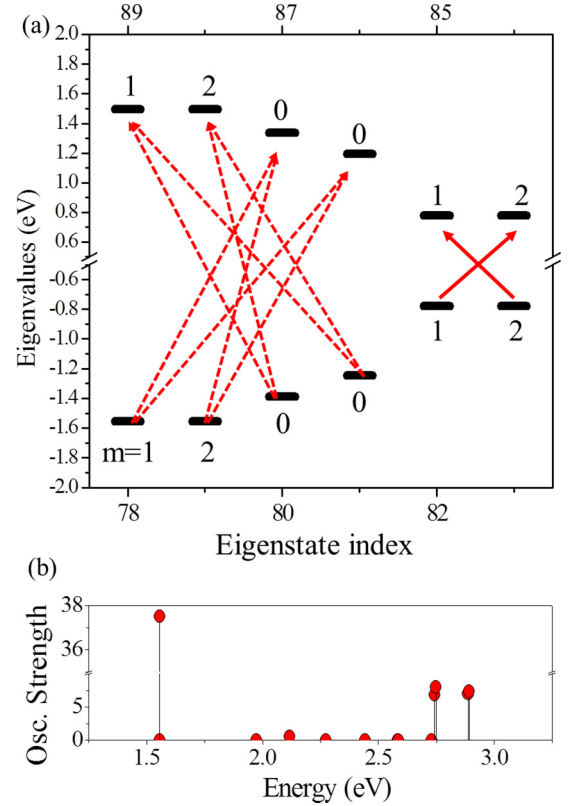 (a)
89 87 85
2.0
1.8
1.6
1.4
1.2
1.0
0.8
0.6
-0.6
-0.8
-1.0
-1.2
-1.4
-1.6
-1.8
-2.0
Eigenvalues (eV)
1 2 0 0
1 2
1 2
0
0
m=1 2
78 80 82
Eigenstate index
(b)
38
36
5
0
Osc. Strength
1.5 2.0 2.5 3.0
Energy (eV)